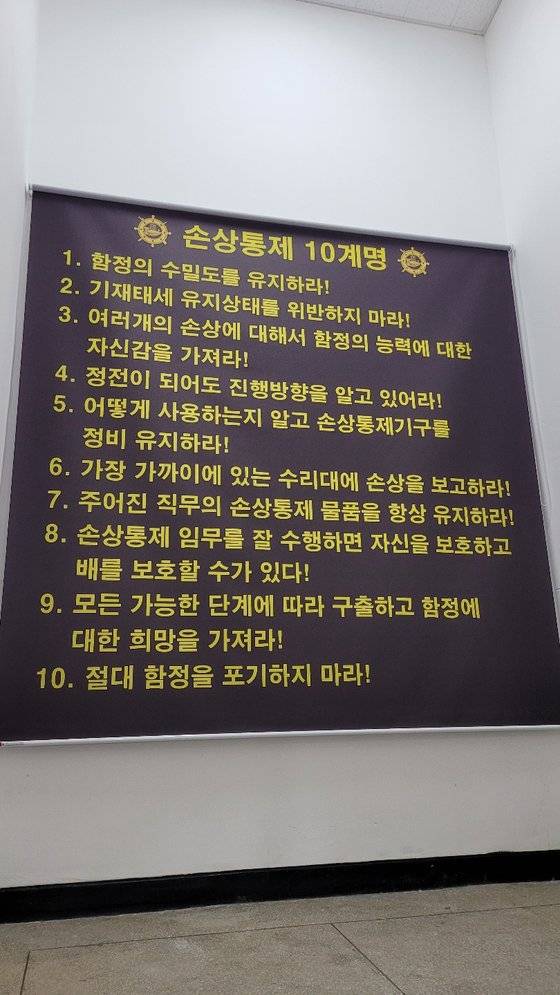 손상통제 10계명
1. 함정의 수밀도를 유지하라!
2. 기재태세 유지상태를 위반하지 마라!
3. 여러개의 손상에 대해서 함정의 능력에 대한
자신감을 가져라!
4. 정전이 되어도 진행방향을 알고 있어라!
5. 어떻게 사용하는지 알고 손상통제기구를
정비 유지하라!
6. 가장 가까이에 있는 수리대에 손상을 보고하라!
7. 주어진 직무의 손상통제 물품을 항상 유지하라!
8. 손상통제 임무를 잘 수행하면 자신을 보호하고
배를 보호할 수가 있다!
9. 모든 가능한 단계에 따라 구출하고 함정에
대한 희망을 가져라!
10. 절대 함정을 포기하지 마라!